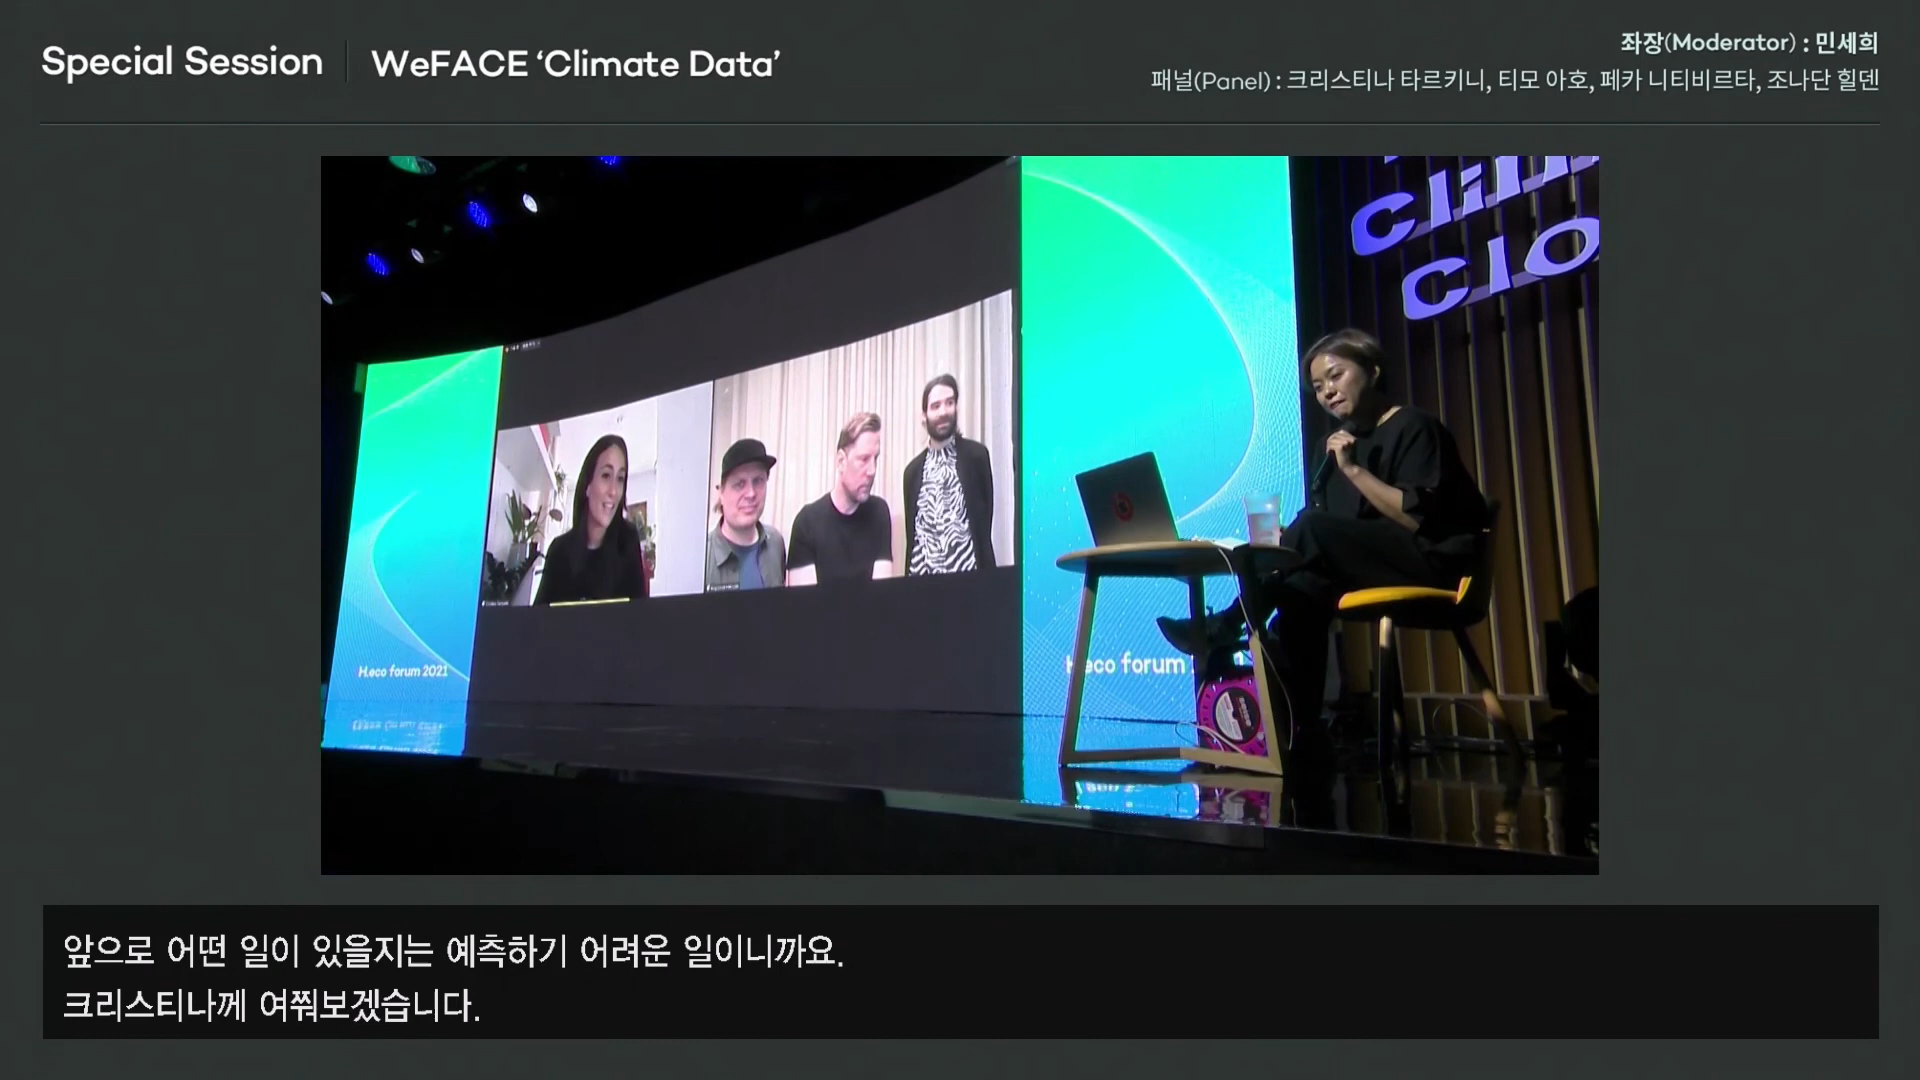 Special Session
WeFACE ‘Climate Data’
좌장(Moderator) : 민세희
패널(Panel) : 크리스티나 타르키니, 티모 아호, 페카 니티비르타, 조나단 힐덴
H.eco forum 2021
H.eco forum
앞으로 어떤 일이 있을지는 예측하기 어려운 일이니까요.
크리스티나께 여쭤보겠습니다.